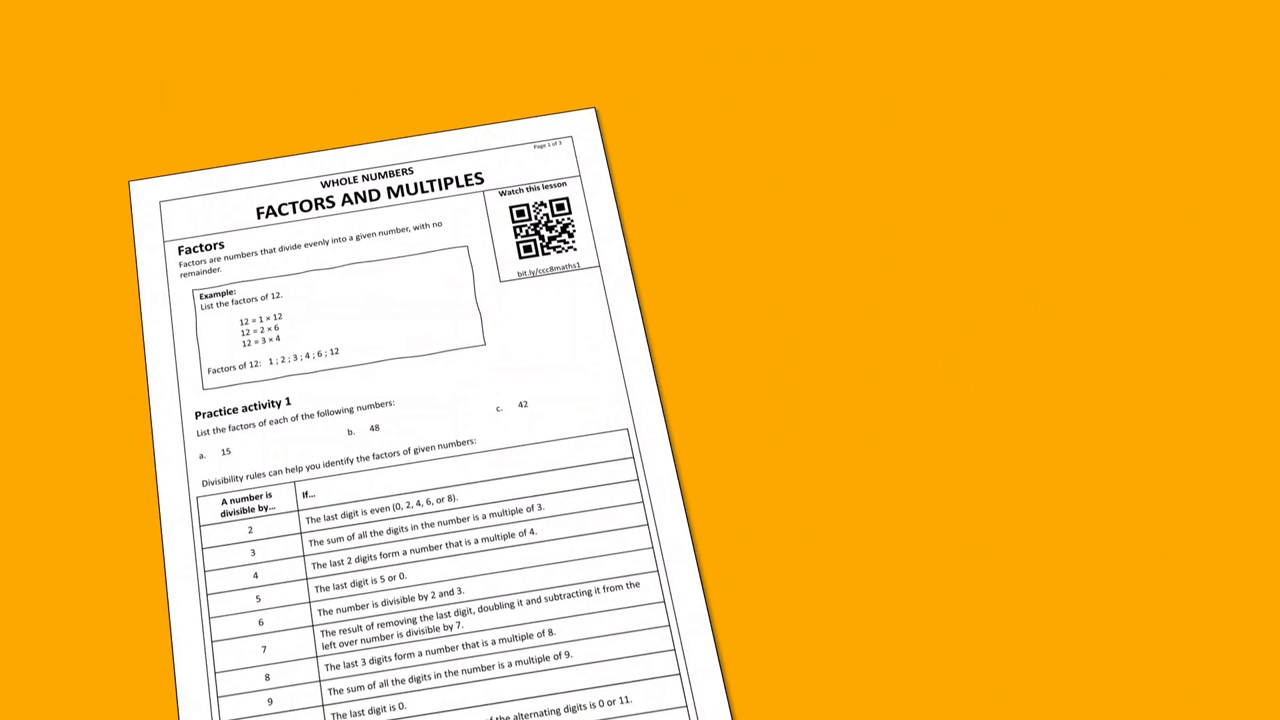 Page 1 of 3
WHOLE NUMBERS
FACTORS AND MULTIPLES
Watch this lesson
bit.ly/ccc8maths1
Factors
Factors are numbers that divide evenly into a given number, with no
remainder.
Example:
List the factors of 12.
12 = 1 × 12
12 = 2 × 6
12 = 3 × 4
Factors of 12: 1 ; 2 ; 3 ; 4 ; 6 ; 12
Practice activity 1
List the factors of each of the following numbers:
a. 15 b. 48 c. 42
Divisibility rules can help you identify the factors of given numbers:
A number is
divisible by...
If...
2 The last digit is even (0, 2, 4, 6, or 8).
3 The sum of all the digits in the number is a multiple of 3.
4 The last 2 digits form a number that is a multiple of 4.
5 The last digit is 5 or 0.
6 The number is divisible by 2 and 3.
7 The result of removing the last digit, doubling it and subtracting it from the
left over number is divisible by 7.
8 The last 3 digits form a number that is a multiple of 8.
9 The sum of all the digits in the number is a multiple of 9.
The last digit is 0.
the alternating digits is 0 or 11.